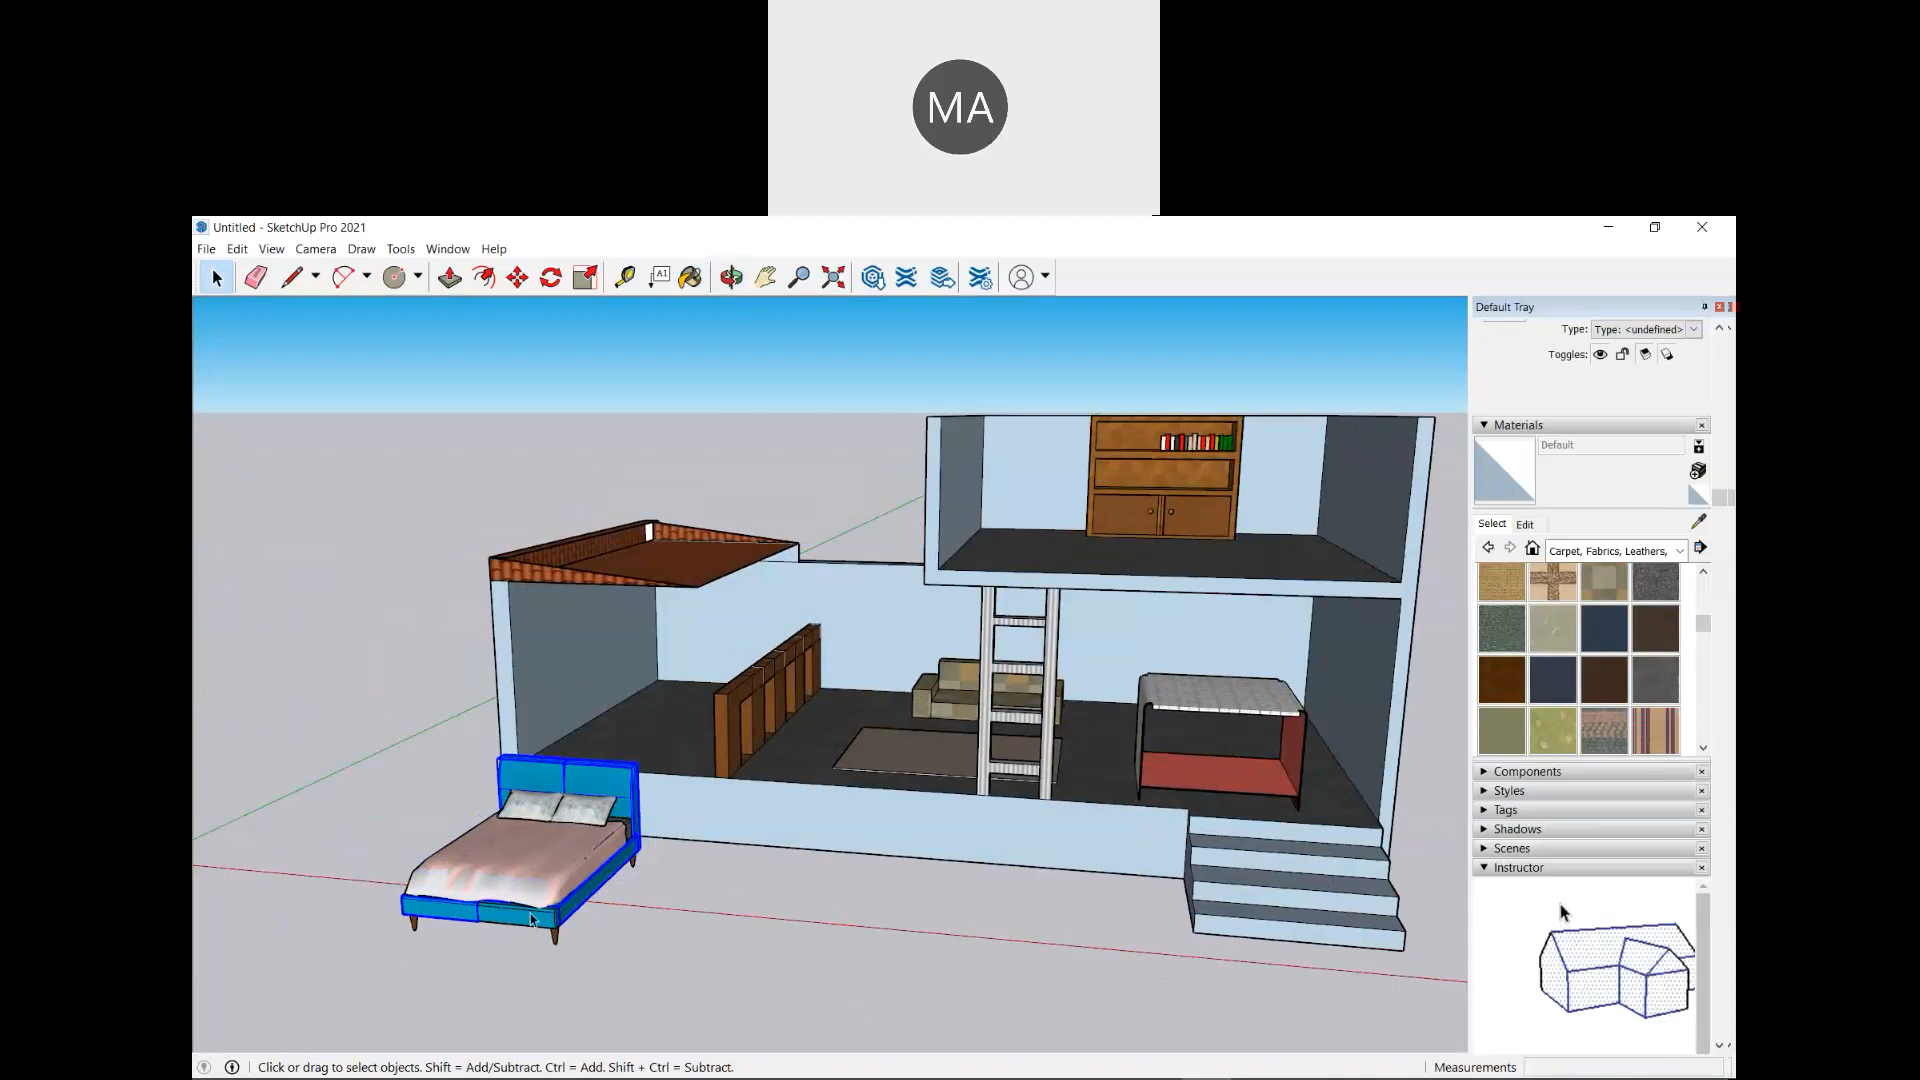 MA
Untitled - SketchUp Pro 2021
File Edit View Camera Draw Tools Window Help
A1
Default Tray
Type: Type: <undefined>
Toggles:
Materials
Default
Select Edit
Carpet, Fabrics, Leathers,
Components
Styles
Tags
Shadows
Scenes
Instructor
Click or drag to select objects. Shift = Add/Subtract. Ctrl = Add. Shift + Ctrl = Subtract.
Measurements